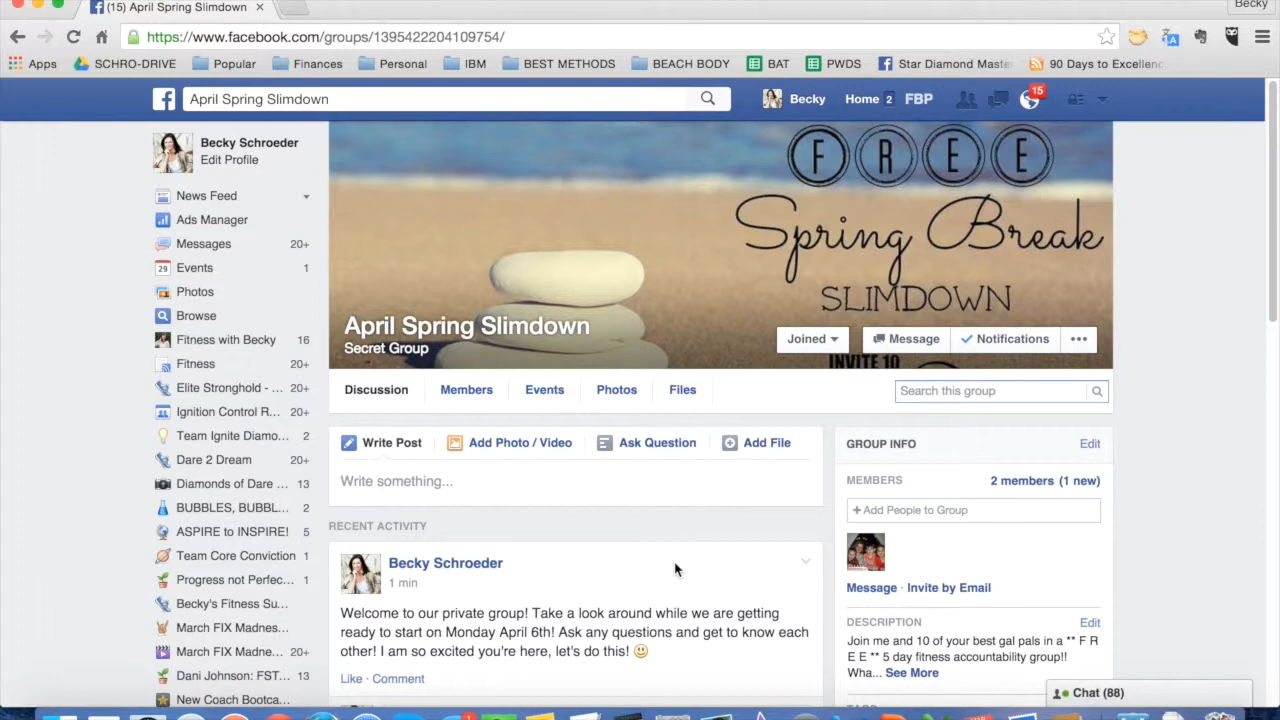 (15) April Spring Slimdown
Becky
https://www.facebook.com/groups/1395422204109754/
Apps SCHRO-DRIVE Popular Finances Personal IBM BEST METHODS BEACH BODY BAT PWDS Star Diamond Maste 90 Days to Excellenc
April Spring Slimdown
Becky Home 2 FBP 15
Becky Schroeder
Edit Profile
News Feed
Ads Manager
Messages 20+
29 Events 1
Photos
Browse
Fitness with Becky 16
Fitness 20+
Elite Stronghold - ... 20+
Ignition Control R... 20+
Team Ignite Diamo... 2
Dare 2 Dream 20+
Diamonds of Dare ... 13
BUBBLES, BUBBL... 2
ASPIRE to INSPIRE! 5
Team Core Conviction 1
Progress not Perfec... 1
Becky's Fitness Su...
March FIX Madnes...
March FIX Madne... 20+
Dani Johnson: FST... 13
New Coach Bootca...
FREE
Spring Break
SLIMDOWN
INVITE 10
April Spring Slimdown
Secret Group
Joined Message Notifications •••
Discussion Members Events Photos Files Search this group
Write Post Add Photo / Video Ask Question Add File
Write something...
RECENT ACTIVITY
Becky Schroeder
1 min
Welcome to our private group! Take a look around while we are getting
ready to start on Monday April 6th! Ask any questions and get to know each
other! I am so excited you're here, let's do this! 😃
Like · Comment
GROUP INFO Edit
MEMBERS 2 members (1 new)
+ Add People to Group
Message · Invite by Email
DESCRIPTION Edit
Join me and 10 of your best gal pals in a ** F R
E E ** 5 day fitness accountability group!!
Wha... See More
Chat (88)